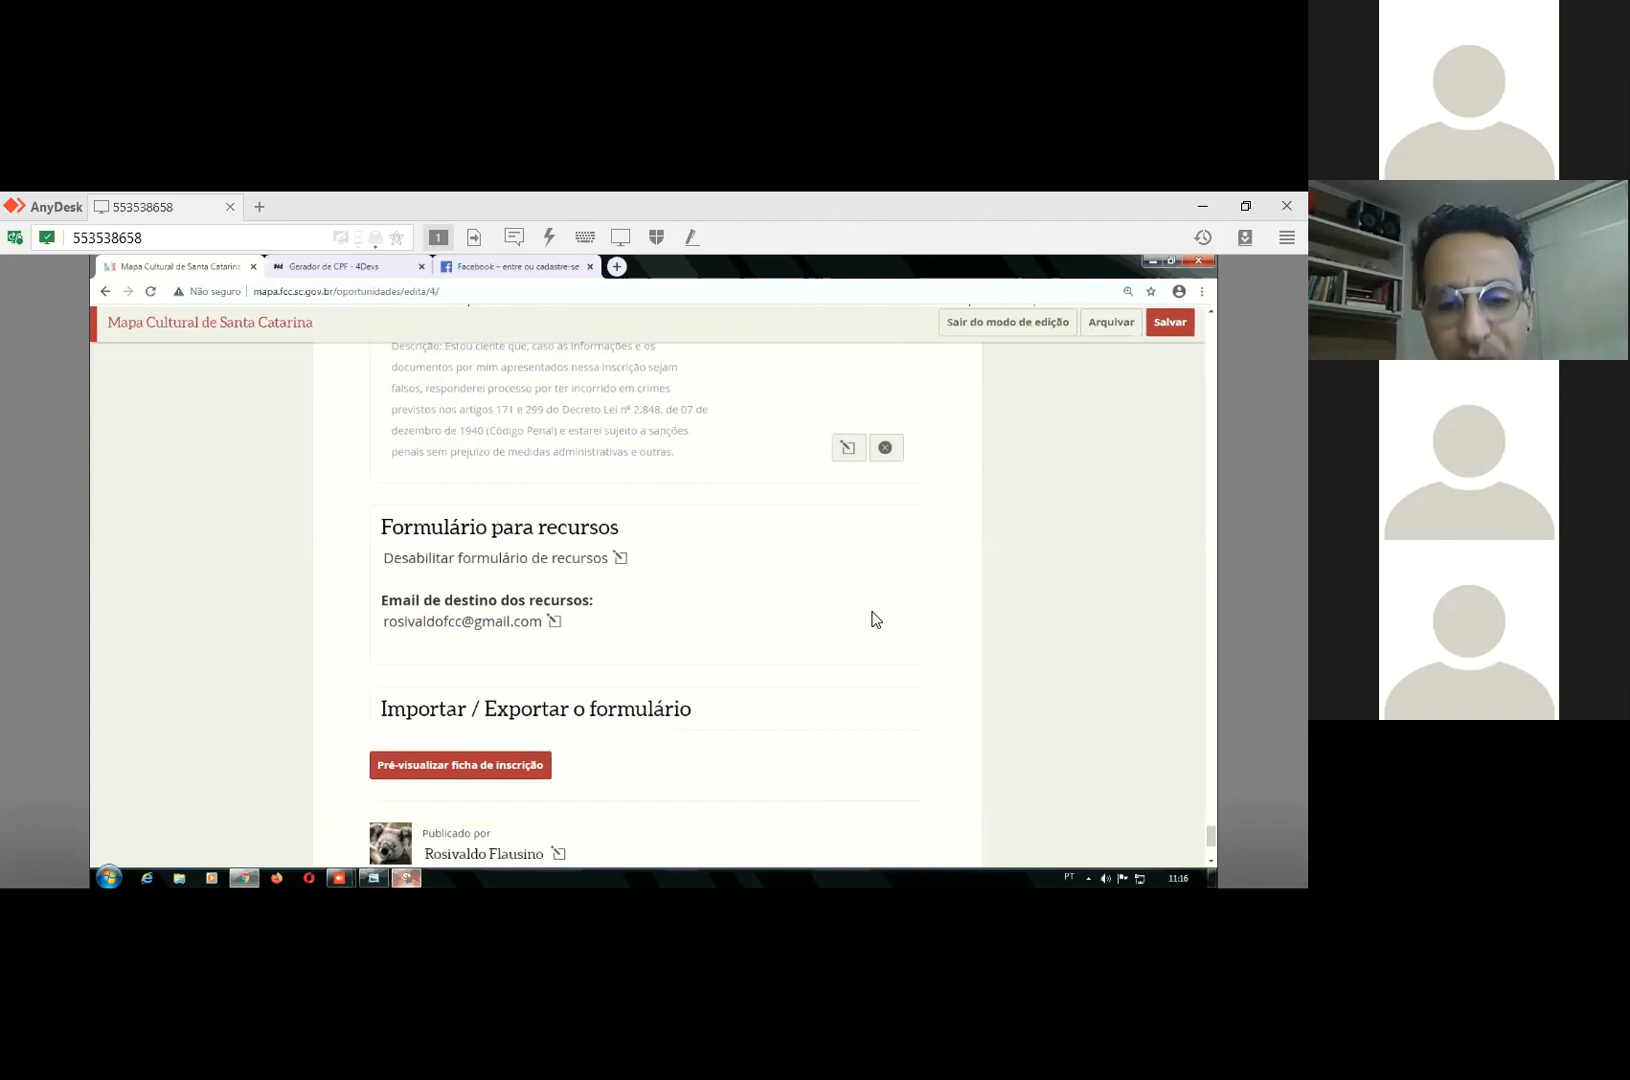 AnyDesk
553538658
553538658
1
Mapa Cultural de Santa Catarina
Gerador de CPF - 4Devs
Facebook – entre ou cadastre-se
Não seguro
mapa.fcc.sc.gov.br/oportunidades/edita/4/
Mapa Cultural de Santa Catarina
Sair do modo de edição
Arquivar
Salvar
Descrição: Estou ciente que, caso as informações e os
documentos por mim apresentados nessa inscrição sejam
falsos, responderei processo por ter incorrido em crimes
previstos nos artigos 171 e 299 do Decreto Lei nº 2.848, de 07 de
dezembro de 1940 (Código Penal) e estarei sujeito a sanções
penais sem prejuízo de medidas administrativas e outras.
Formulário para recursos
Desabilitar formulário de recursos
Email de destino dos recursos:
rosivaldofcc@gmail.com
Importar / Exportar o formulário
Pré-visualizar ficha de inscrição
Publicado por
Rosivaldo Flausino
PT
11:16